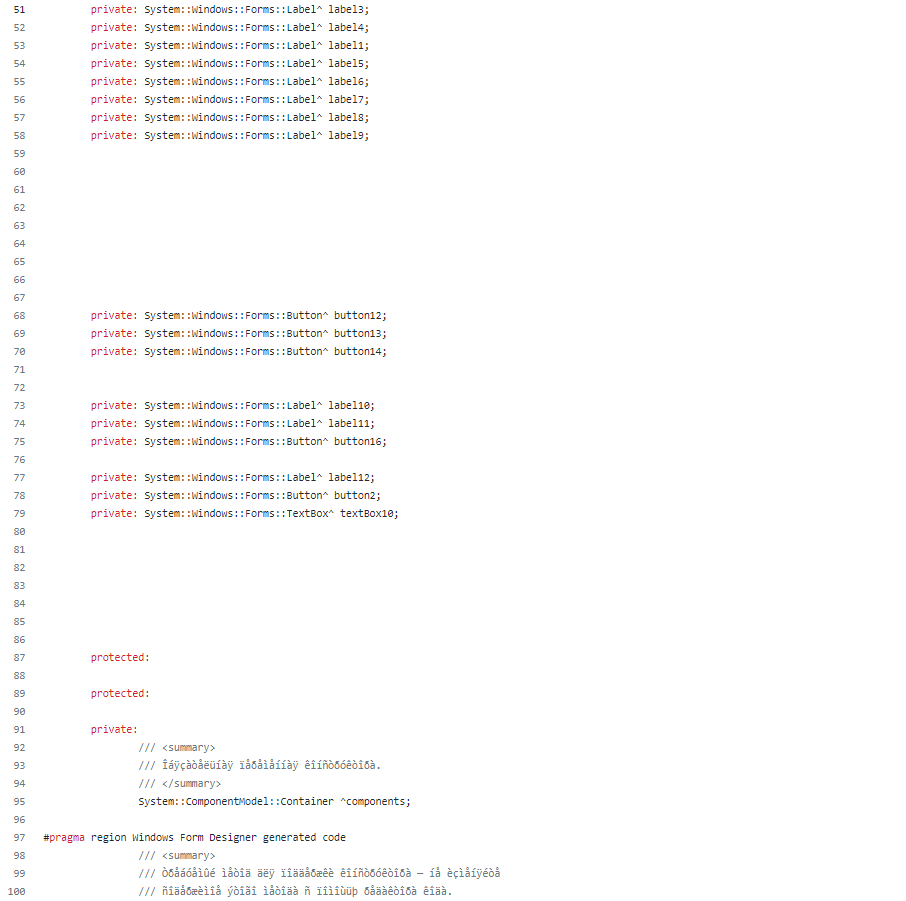 51 private: System::Windows::Forms::Label^ label3;
52 private: System::Windows::Forms::Label^ label4;
53 private: System::Windows::Forms::Label^ label1;
54 private: System::Windows::Forms::Label^ label5;
55 private: System::Windows::Forms::Label^ label6;
56 private: System::Windows::Forms::Label^ label7;
57 private: System::Windows::Forms::Label^ label8;
58 private: System::Windows::Forms::Label^ label9;
59
60
61
62
63
64
65
66
67
68 private: System::Windows::Forms::Button^ button12;
69 private: System::Windows::Forms::Button^ button13;
70 private: System::Windows::Forms::Button^ button14;
71
72
73 private: System::Windows::Forms::Label^ label10;
74 private: System::Windows::Forms::Label^ label11;
75 private: System::Windows::Forms::Button^ button16;
76
77 private: System::Windows::Forms::Label^ label12;
78 private: System::Windows::Forms::Button^ button2;
79 private: System::Windows::Forms::TextBox^ textBox10;
80
81
82
83
84
85
86
87 protected:
88
89 protected:
90
91 private:
92 /// <summary>
93 /// Îáÿçàòåëüíàÿ ïåðåìåííàÿ êîíñòðóêòîðà.
94 /// </summary>
95 System::ComponentModel::Container ^components;
96
97 #pragma region Windows Form Designer generated code
98 /// <summary>
99 /// Òðåáóåìûé ìåòîä äëÿ ïîääåðæêè êîíñòðóêòîðà — íå èçìåíÿéòå
100 /// ñîäåðæèìîå ýòîãî ìåòîäà ñ ïîìîùüþ ðåäàêòîðà êîäà.